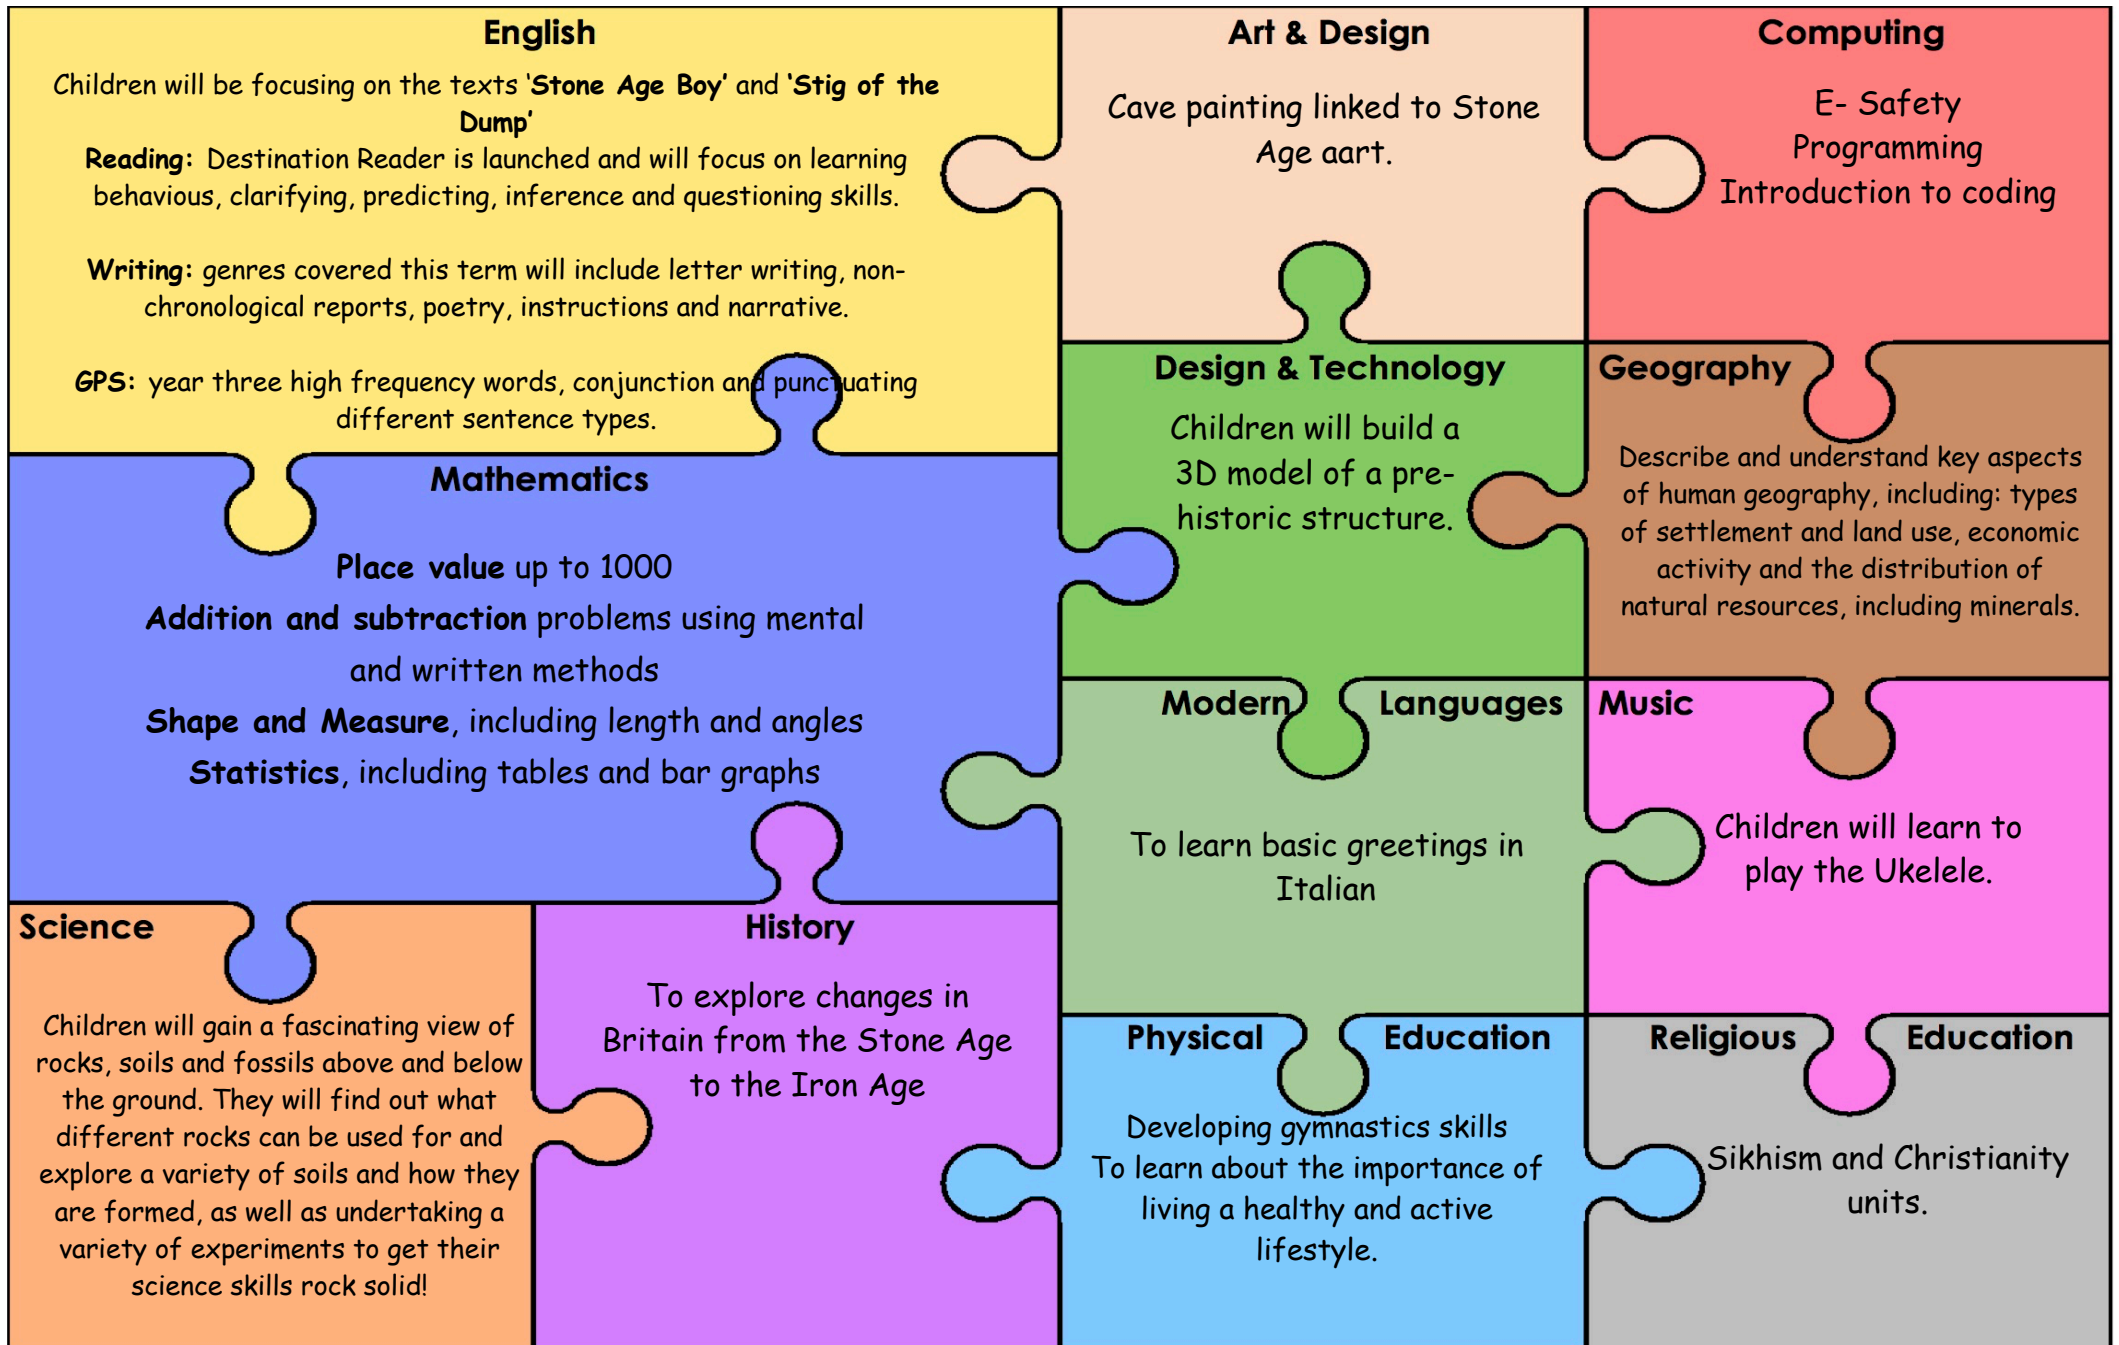 English
Children will be focusing on the texts ‘Stone Age Boy’ and ‘Stig of the
Dump’
Reading: Destination Reader is launched and will focus on learning
behavious, clarifying, predicting, inference and questioning skills.
Writing: genres covered this term will include letter writing, non-
chronological reports, poetry, instructions and narrative.
GPS: year three high frequency words, conjunction and punctuating
different sentence types.
Art & Design
Cave painting linked to Stone
Age aart.
Computing
E- Safety
Programming
Introduction to coding
Design & Technology
Children will build a
3D model of a pre-
historic structure.
Geography
Describe and understand key aspects
of human geography, including: types
of settlement and land use, economic
activity and the distribution of
natural resources, including minerals.
Mathematics
Place value up to 1000
Addition and subtraction problems using mental
and written methods
Shape and Measure, including length and angles
Statistics, including tables and bar graphs
Modern Languages
To learn basic greetings in
Italian
Music
Children will learn to
play the Ukelele.
Science
Children will gain a fascinating view of
rocks, soils and fossils above and below
the ground. They will find out what
different rocks can be used for and
explore a variety of soils and how they
are formed, as well as undertaking a
variety of experiments to get their
science skills rock solid!
History
To explore changes in
Britain from the Stone Age
to the Iron Age
Physical Education
Developing gymnastics skills
To learn about the importance of
living a healthy and active
lifestyle.
Religious Education
Sikhism and Christianity
units.